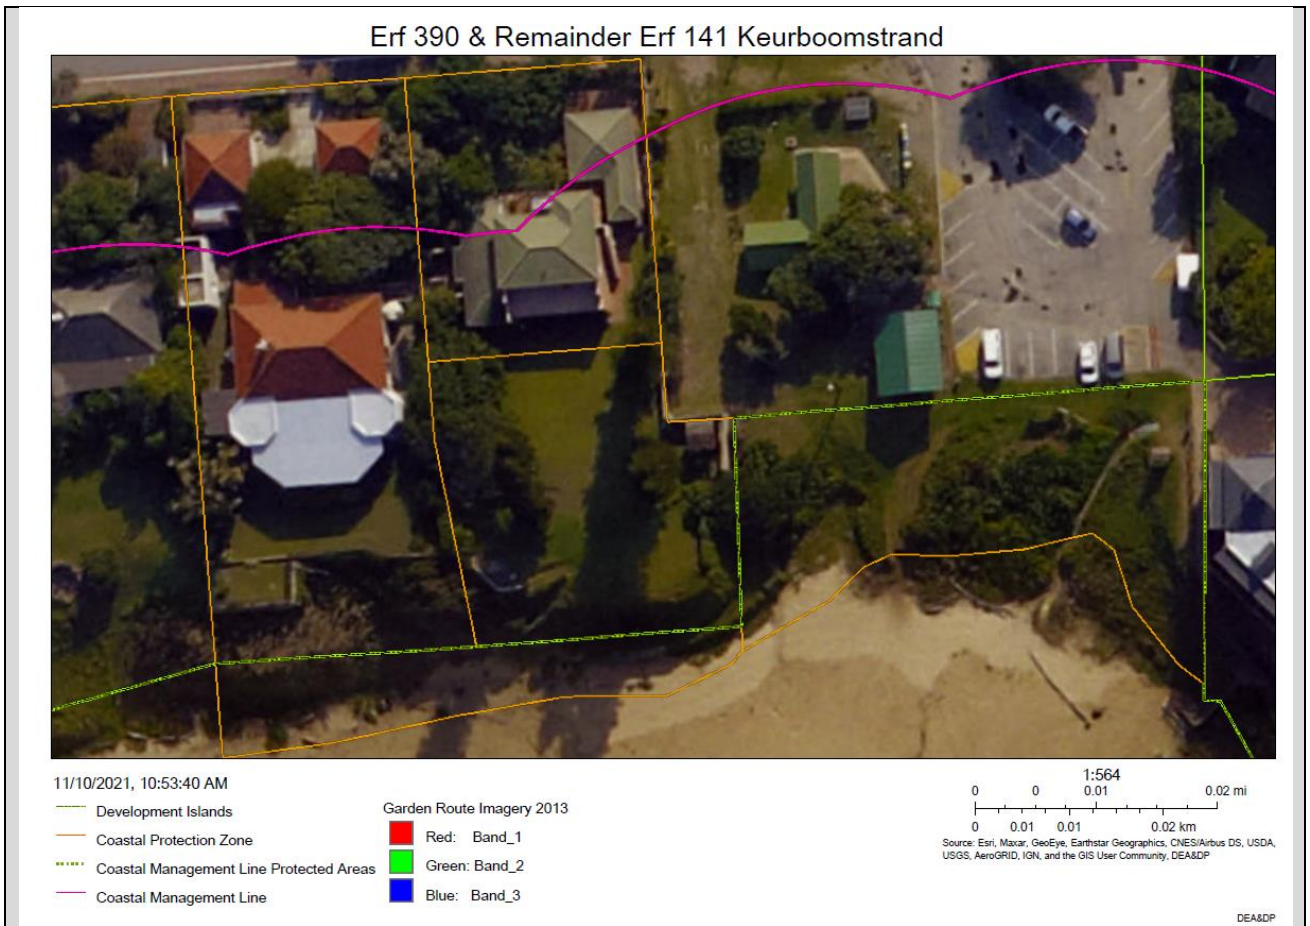 Erf 390 & Remainder Erf 141 Keurboomstrand
11/10/2021, 10:53:40 AM
Development Islands
Coastal Protection Zone
Coastal Management Line Protected Areas
Coastal Management Line
Garden Route Imagery 2013
Red: Band_1
Green: Band_2
Blue: Band_3
1:564
0 0 0.01 0.02 mi
0 0.01 0.01 0.02 km
Source: Esri, Maxar, GeoEye, Earthstar Geographics, CNES/Airbus DS, USDA,
USGS, AeroGRID, IGN, and the GIS User Community, DEA&DP
DEA&DP